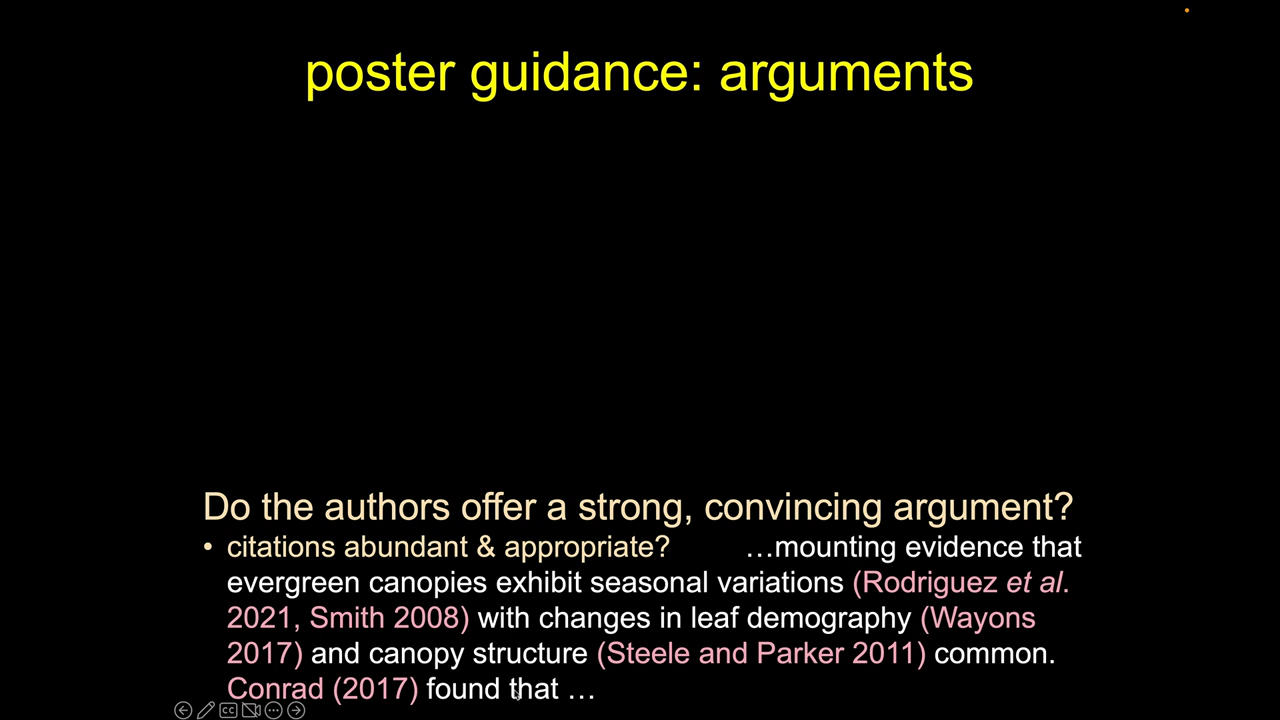 poster guidance: arguments
Do the authors offer a strong, convincing argument?
• citations abundant & appropriate? …mounting evidence that
evergreen canopies exhibit seasonal variations (Rodriguez et al.
2021, Smith 2008) with changes in leaf demography (Wayons
2017) and canopy structure (Steele and Parker 2011) common.
Conrad (2017) found that …
CC